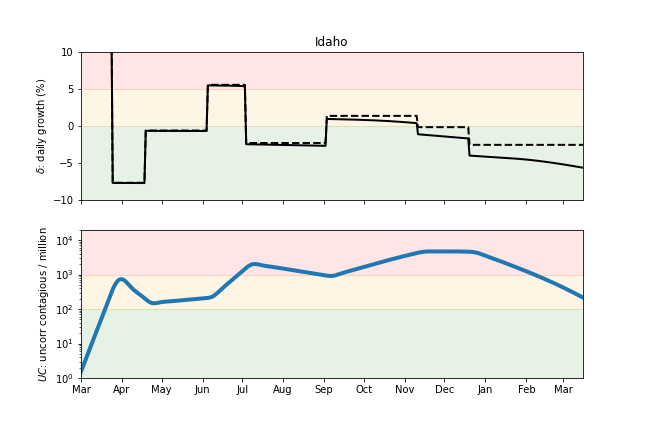 Idaho
δ: daily growth (%)
10
5
0
−5
−10
UC: uncorr contagious / million
10⁴
10³
10²
10¹
10⁰
Mar Apr May Jun Jul Aug Sep Oct Nov Dec Jan Feb Mar